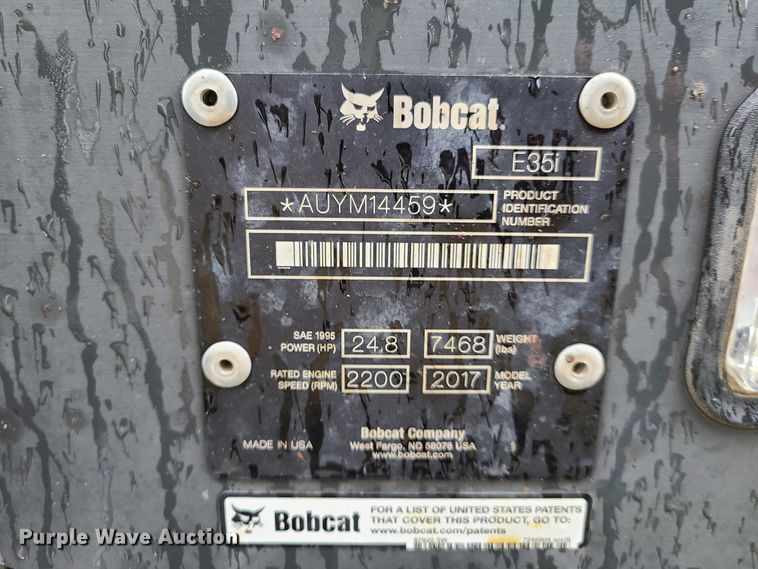 Bobcat.
E35i
*AUYM14459*
PRODUCT
IDENTIFICATION
NUMBER
SAE 1995
POWER (HP)
24.8
7468
WEIGHT
(lbs)
RATED ENGINE
SPEED (RPM)
2200
2017
MODEL
YEAR
MADE IN USA
Bobcat Company
West Fargo, ND 58078 USA
www.bobcat.com
Bobcat
FOR A LIST OF UNITED STATES PATENTS
THAT COVER THIS PRODUCT, GO TO:
www.bobcat.com/patents
Purple Wave Auction